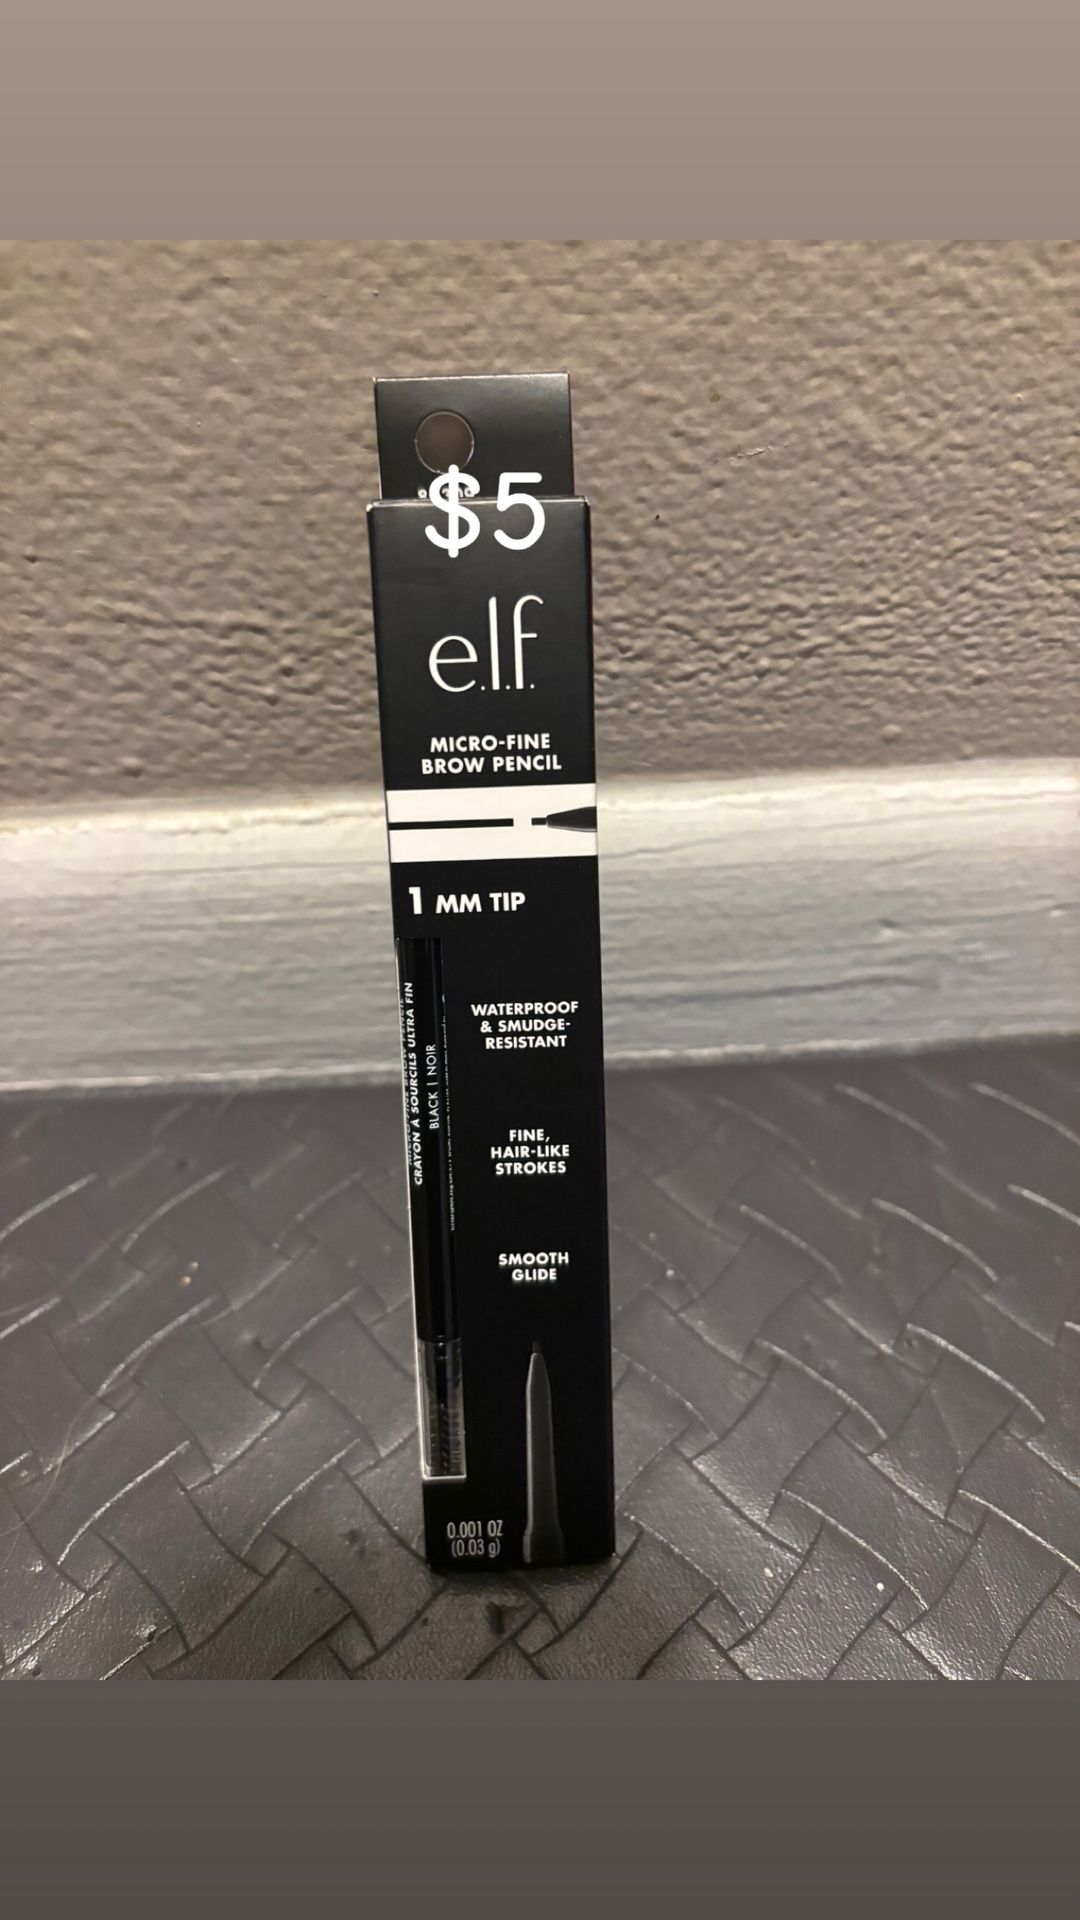 $5
e.l.f.
MICRO-FINE
BROW PENCIL
1 MM TIP
CRAYON À SOURCILS ULTRA FIN
BLACK | NOIR
WATERPROOF
& SMUDGE-
RESISTANT
FINE,
HAIR-LIKE
STROKES
SMOOTH
GLIDE
0.001 OZ
(0.03 g)